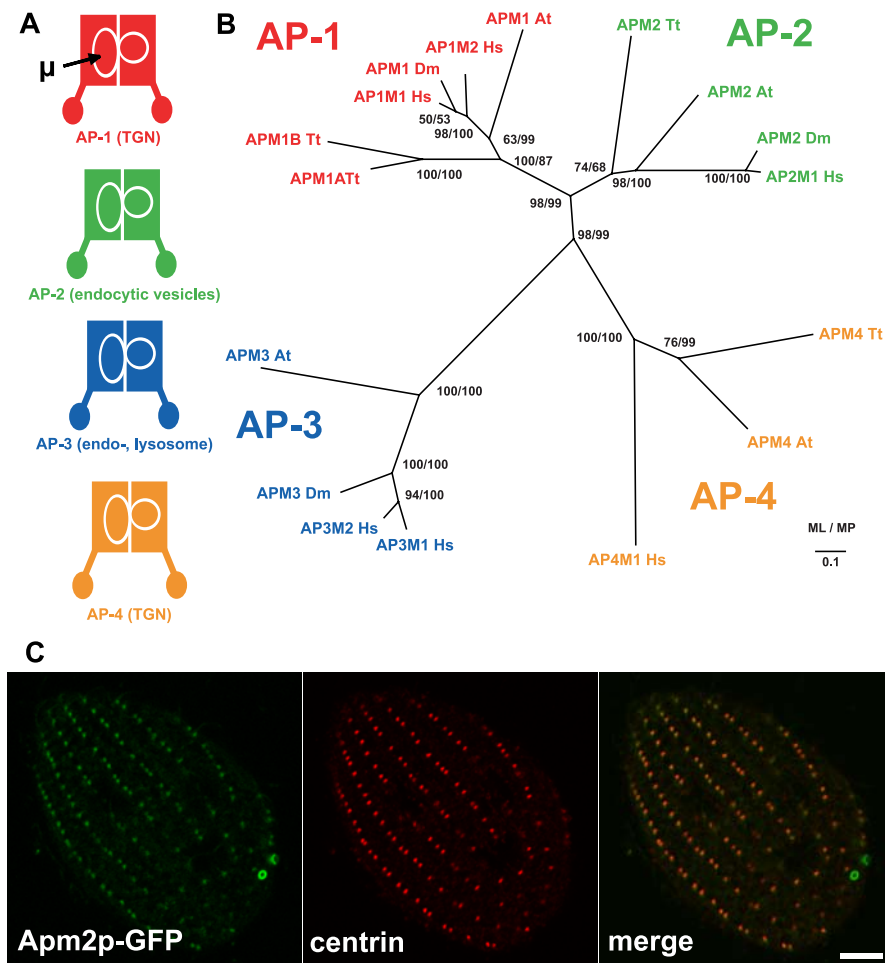 A
μ
AP-1 (TGN)
AP-2 (endocytic vesicles)
AP-3 (endo-, lysosome)
AP-4 (TGN)
B
AP-1
AP-2
APM1 At
AP1M2 Hs
APM1 Dm
AP1M1 Hs
50/53
98/100
63/99
APM1B Tt
100/87
APM1ATt
100/100
APM2 Tt
APM2 At
APM2 Dm
74/68
98/100
100/100
AP2M1 Hs
98/99
98/99
100/100
76/99
APM4 Tt
APM3 At
100/100
AP-3
APM4 At
100/100
APM3 Dm
94/100
AP-4
AP3M2 Hs
AP3M1 Hs
AP4M1 Hs
ML / MP
0.1
C
Apm2p-GFP
centrin
merge